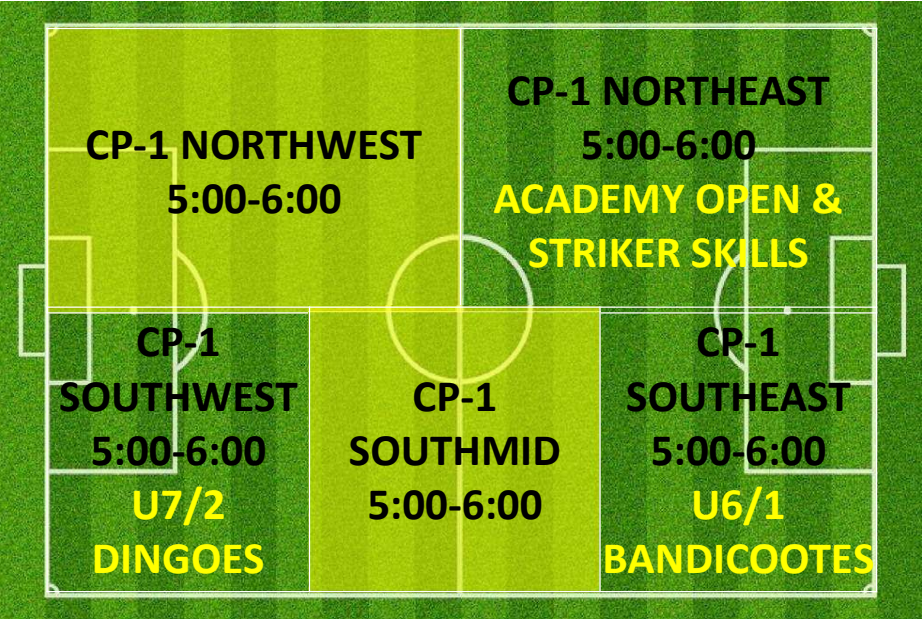 CP-1 NORTHWEST
5:00-6:00
CP-1 NORTHEAST
5:00-6:00
ACADEMY OPEN &
STRIKER SKILLS
CP-1
SOUTHWEST
5:00-6:00
U7/2
DINGOES
CP-1
SOUTHMID
5:00-6:00
CP-1
SOUTHEAST
5:00-6:00
U6/1
BANDICOOTES